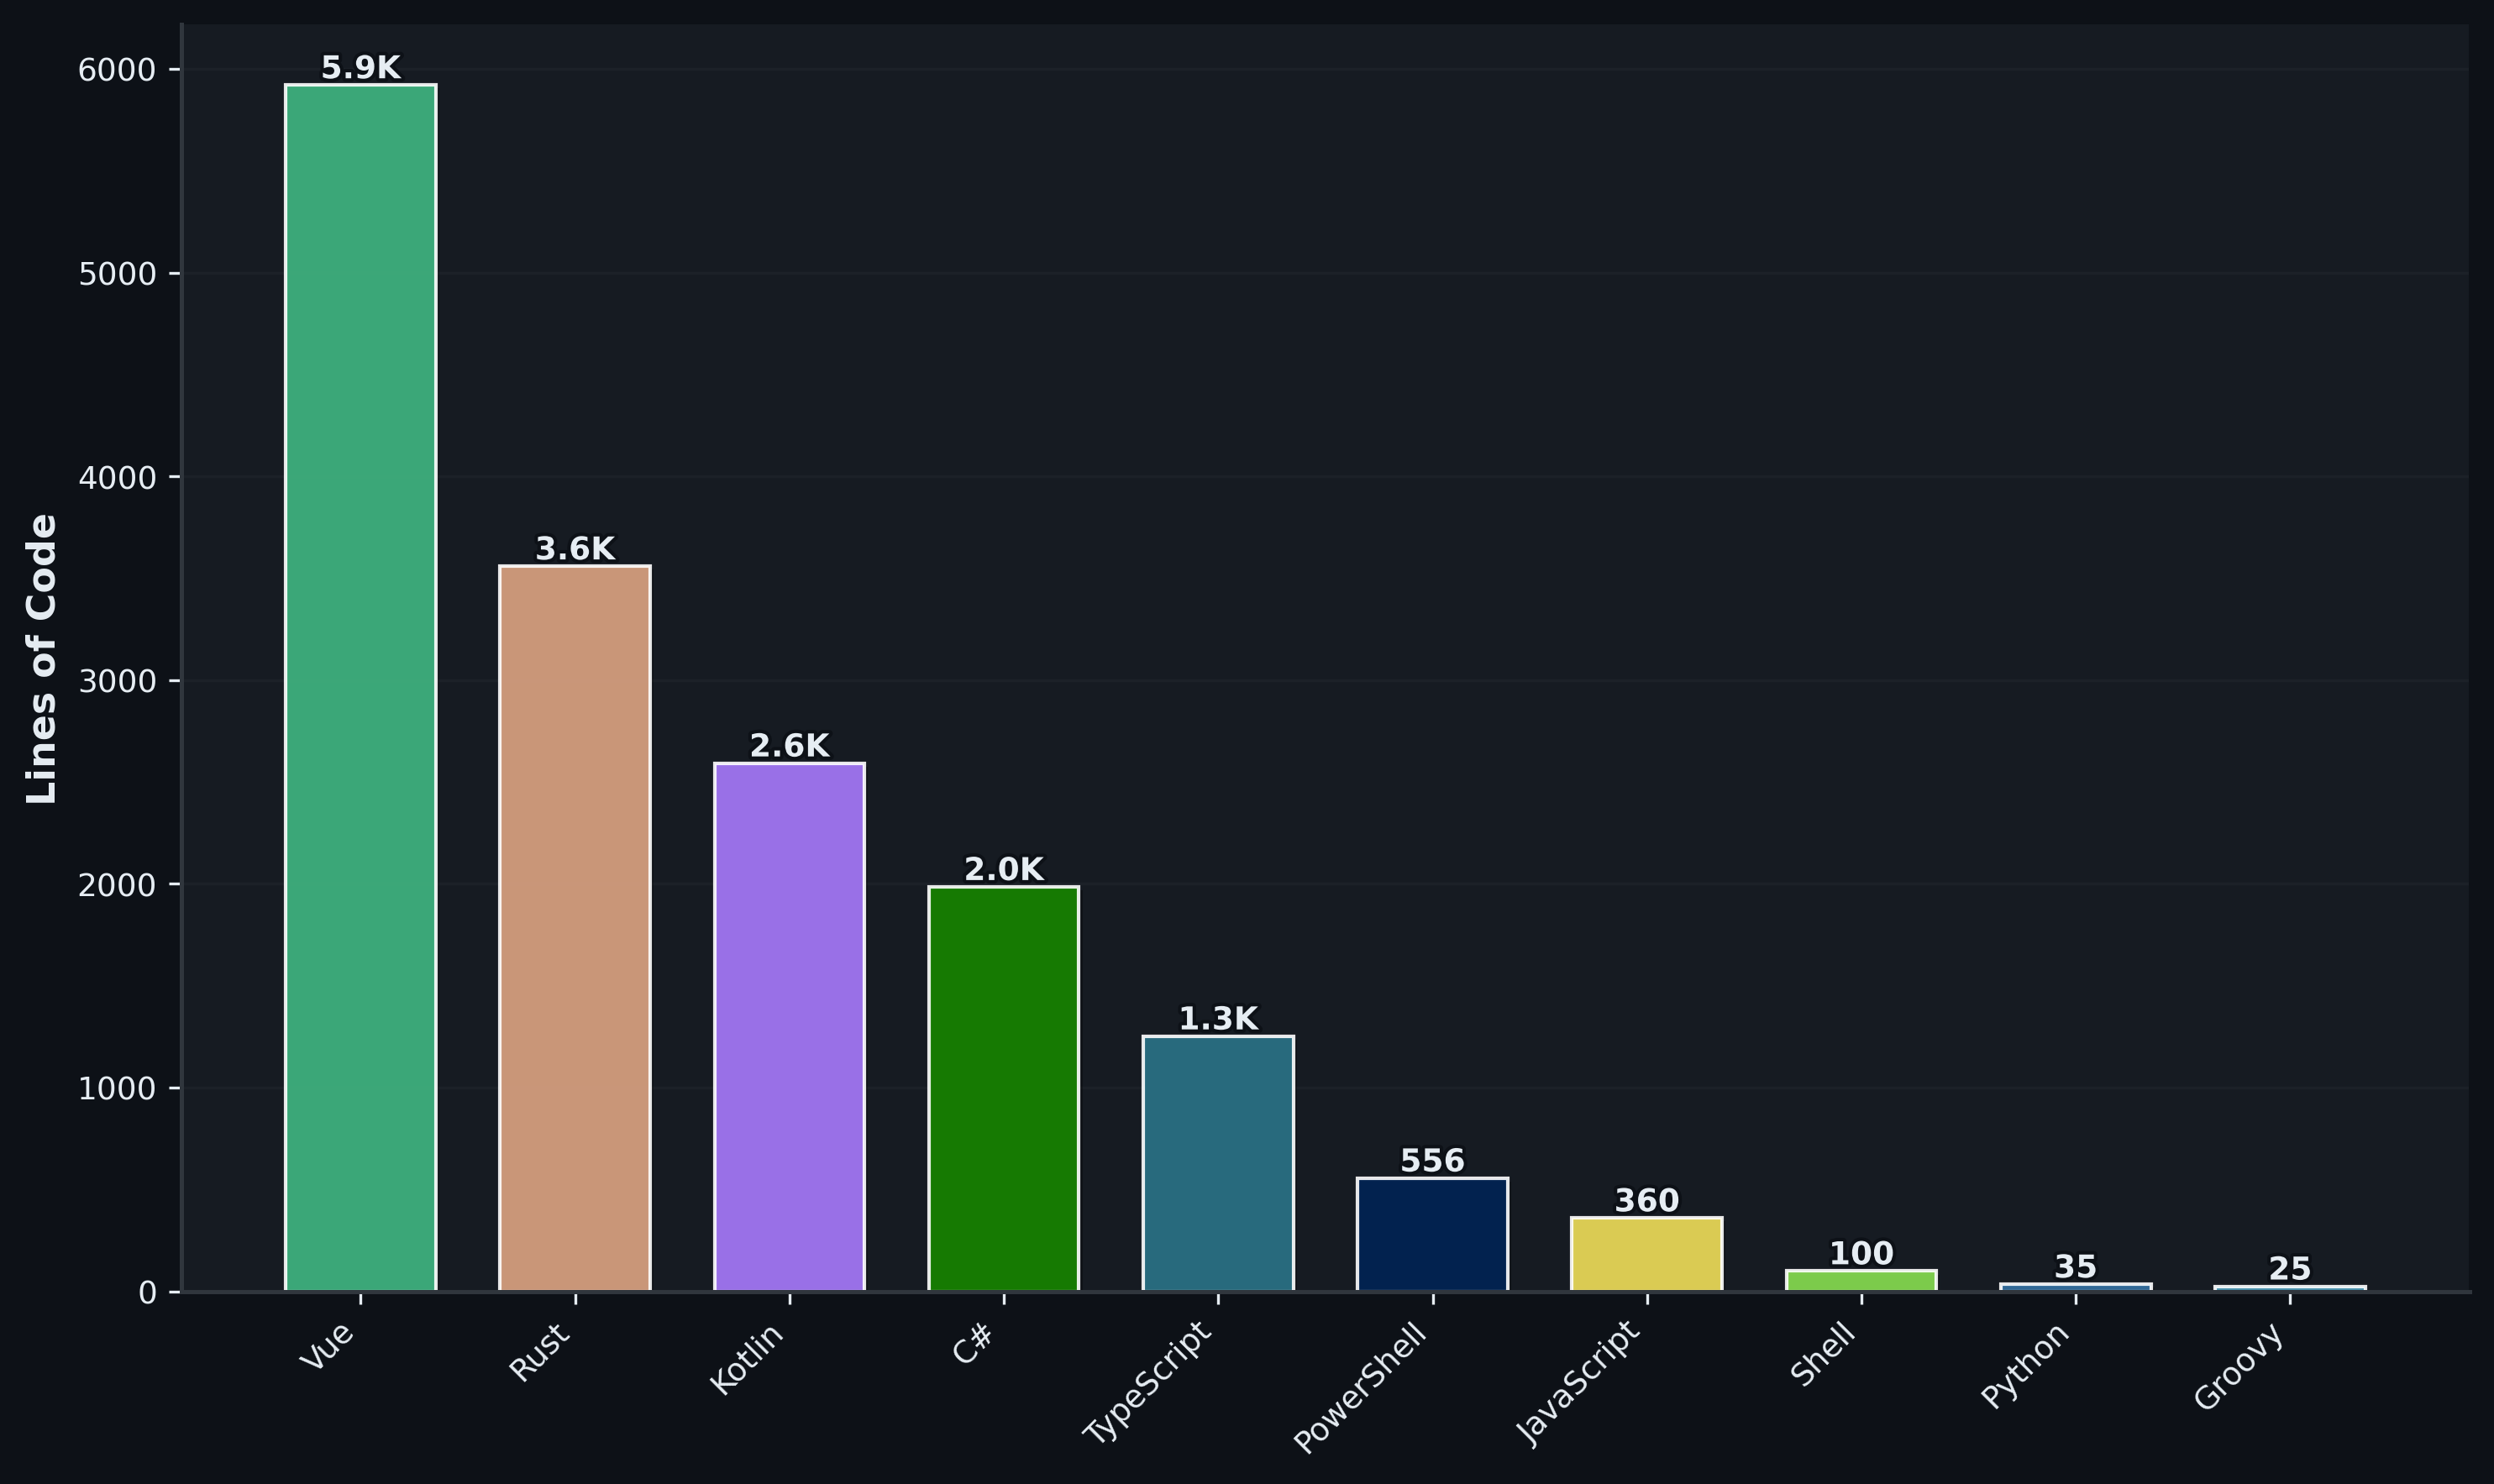 Lines of Code
6000
5000
4000
3000
2000
1000
0
5.9K
3.6K
2.6K
2.0K
1.3K
556
360
100
35
25
Vue
Rust
Kotlin
C#
TypeScript
PowerShell
JavaScript
Shell
Python
Groovy